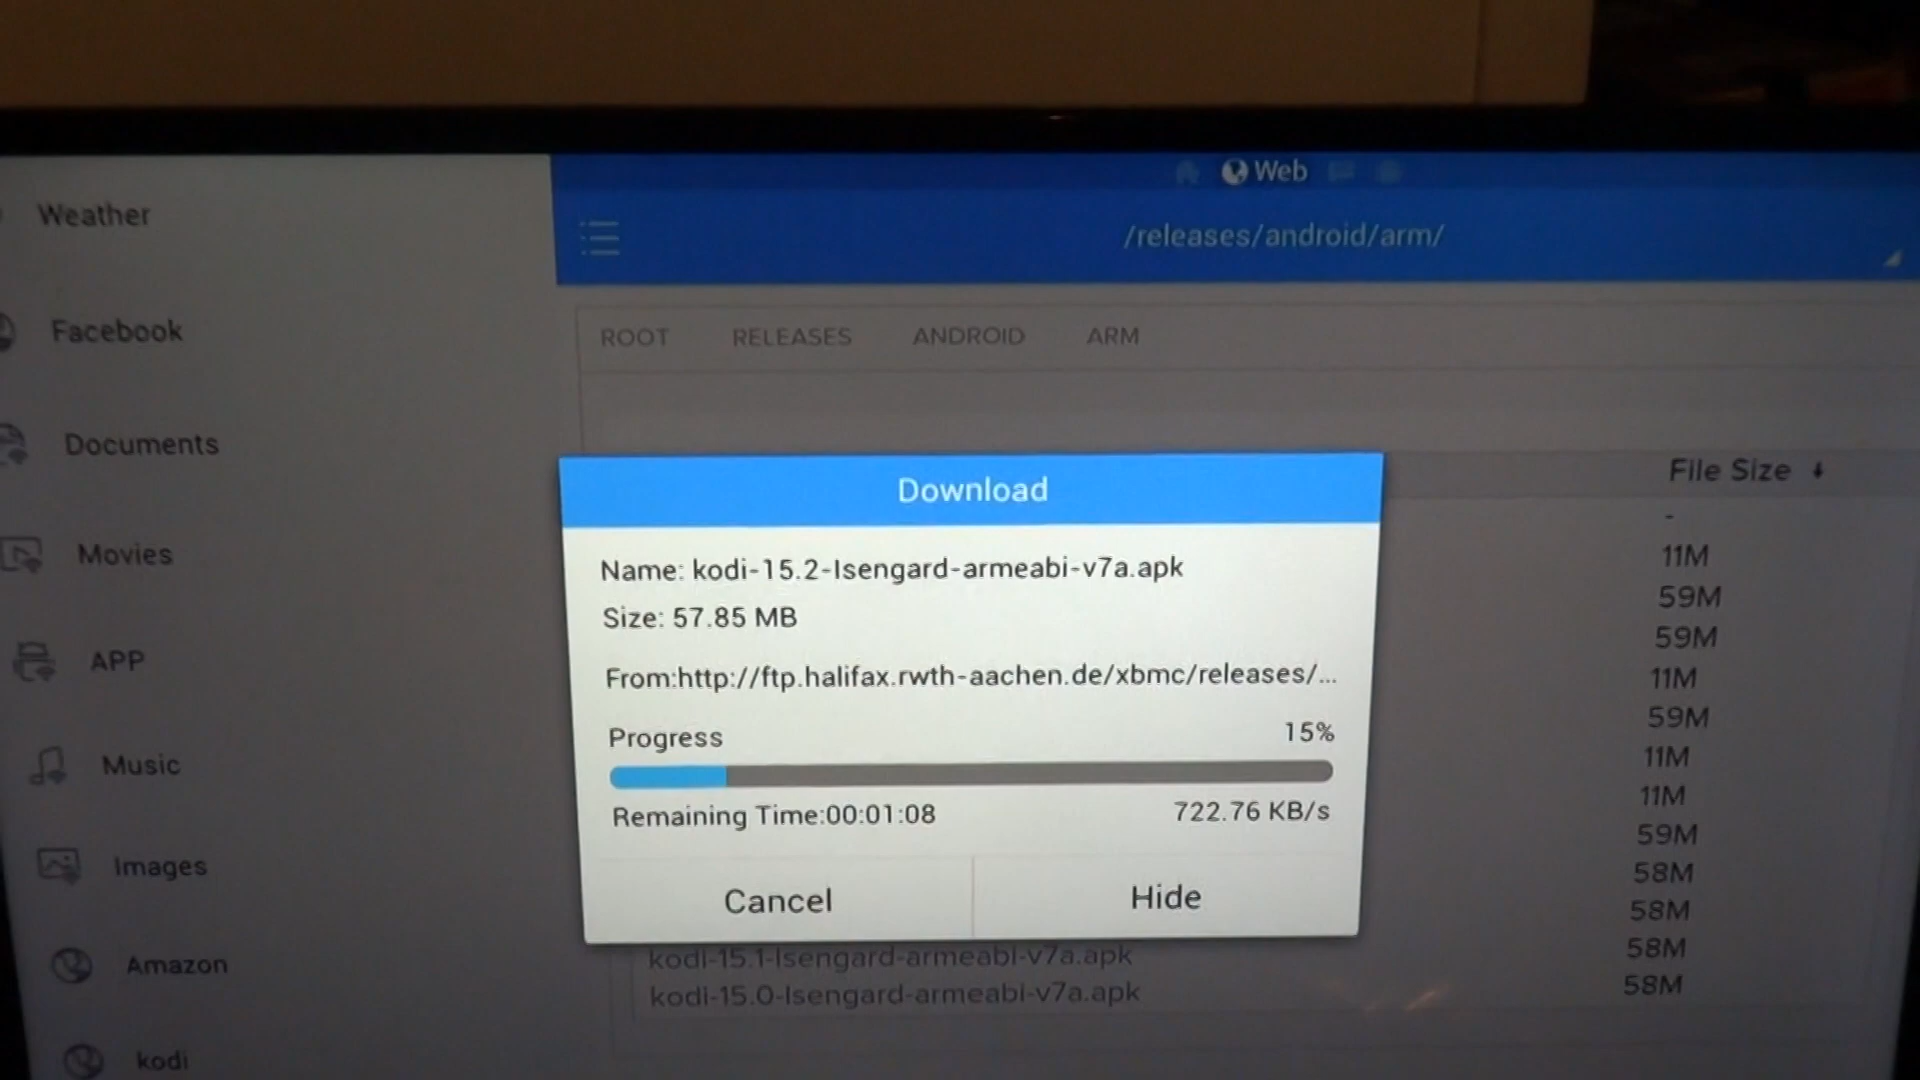 Web
Weather
/releases/android/arm/
Facebook
ROOT RELEASES ANDROID ARM
Documents
File Size
Download
-
Name: kodi-15.2-Isengard-armeabi-v7a.apk
11M
Movies
59M
Size: 57.85 MB
59M
APP
From:http://ftp.halifax.rwth-aachen.de/xbmc/releases/...
11M
59M
Progress 15%
11M
Music
11M
Remaining Time:00:01:08 722.76 KB/s
59M
Images
58M
Cancel Hide
58M
kodi-15.1-Isengard-armeabi-v7a.apk 58M
Amazon
kodi-15.0-Isengard-armeabi-v7a.apk 58M
kodi